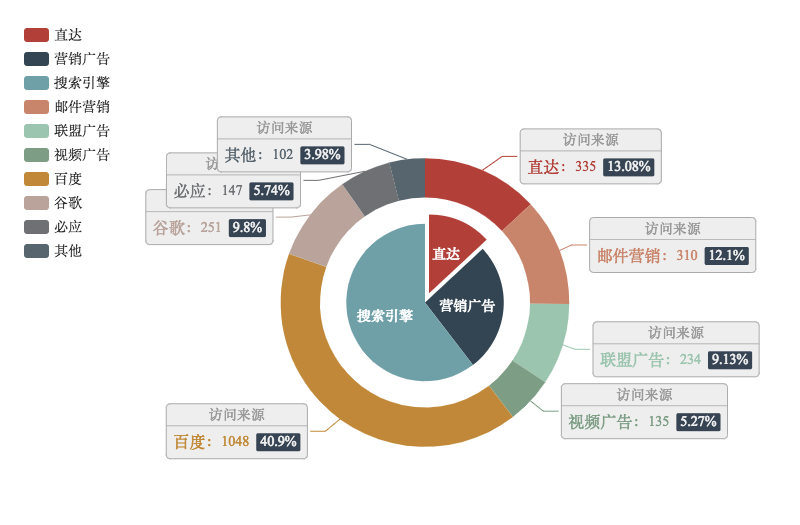 直达
营销广告
搜索引擎
邮件营销
联盟广告
视频广告
百度
谷歌
必应
其他
访问来源
其他：102 3.98%
访
必应：147 5.74%
谷歌：251 9.8%
访问来源
直达：335 13.08%
访问来源
邮件营销：310 12.1%
访问来源
联盟广告：234 9.13%
访问来源
视频广告：135 5.27%
访问来源
百度：1048 40.9%
直达
营销广告
搜索引擎